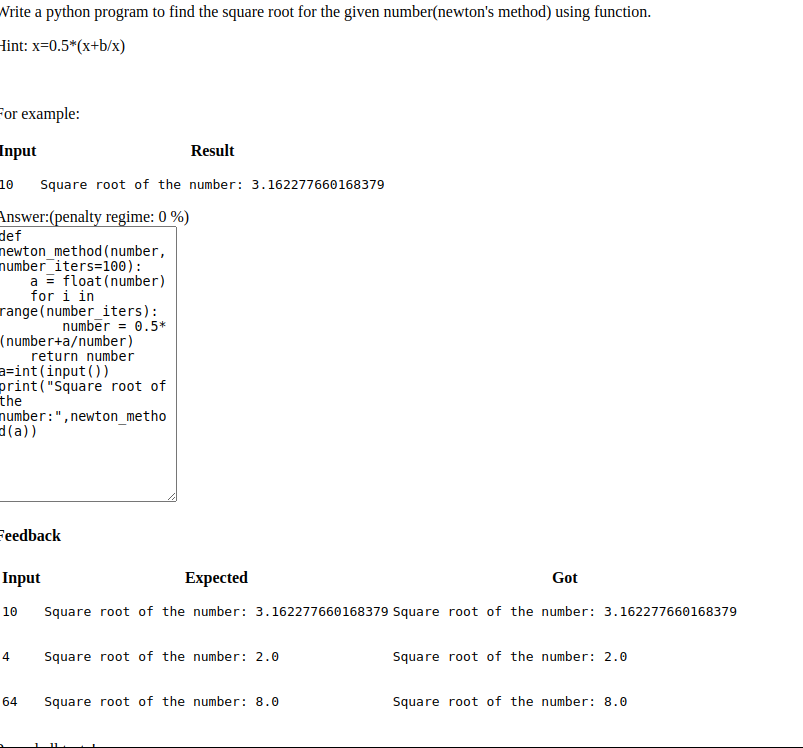 Write a python program to find the square root for the given number(newton's method) using function.
Hint: x=0.5*(x+b/x)
For example:
Input Result
10 Square root of the number: 3.162277660168379
Answer:(penalty regime: 0 %)
def
newton_method(number,
number_iters=100):
    a = float(number)
    for i in
range(number_iters):
        number = 0.5*
(number+a/number)
    return number
a=int(input())
print("Square root of
the
number:",newton_metho
d(a))
Feedback
Input Expected Got
10 Square root of the number: 3.162277660168379 Square root of the number: 3.162277660168379
4 Square root of the number: 2.0 Square root of the number: 2.0
64 Square root of the number: 8.0 Square root of the number: 8.0